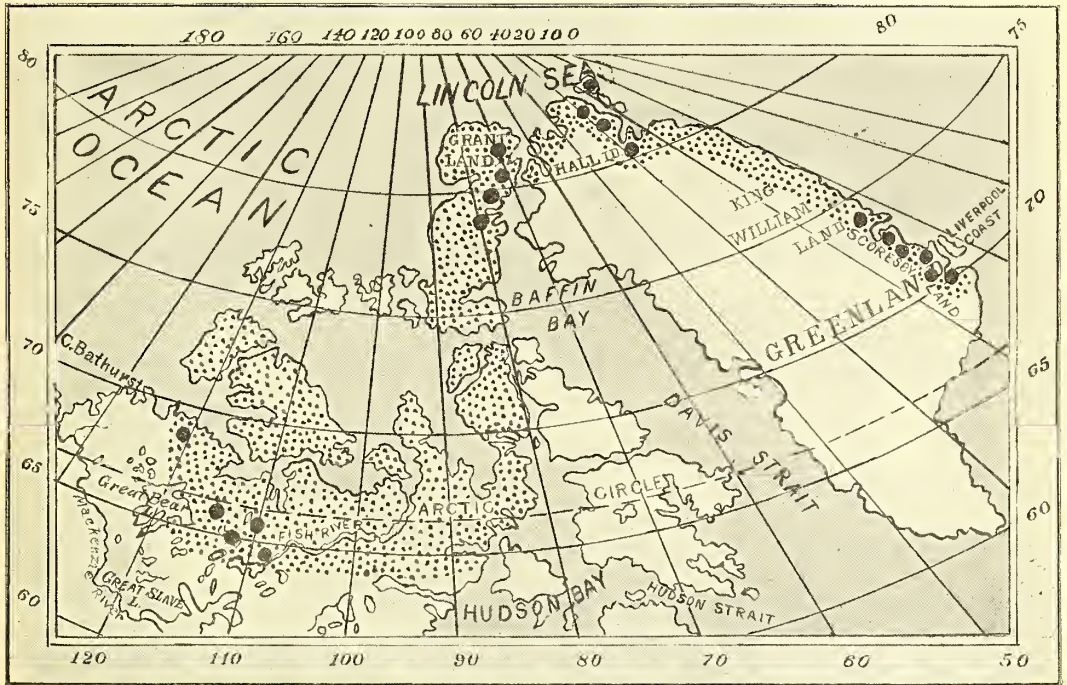 180 160 140 120 100 80 60 40 20 10 0
80
75
80
LINCOLN SEA
ARCTIC
OCEAN
GRANT
LAND
HALL ID
75
KING
WILLIAM
LAND
70
LIVERPOOL
COAST
SCORESBY
LAND
BAFFIN
BAY
GREENLAND
70
C. Bathurst
65
DAVIS
STRAIT
65
Great Bear
L.
CIRCLE
ARCTIC
FISH RIVER
60
Mackenzie River
GREAT SLAVE
L.
60
HUDSON BAY
HUDSON STRAIT
120 110 100 90 80 70 60 50